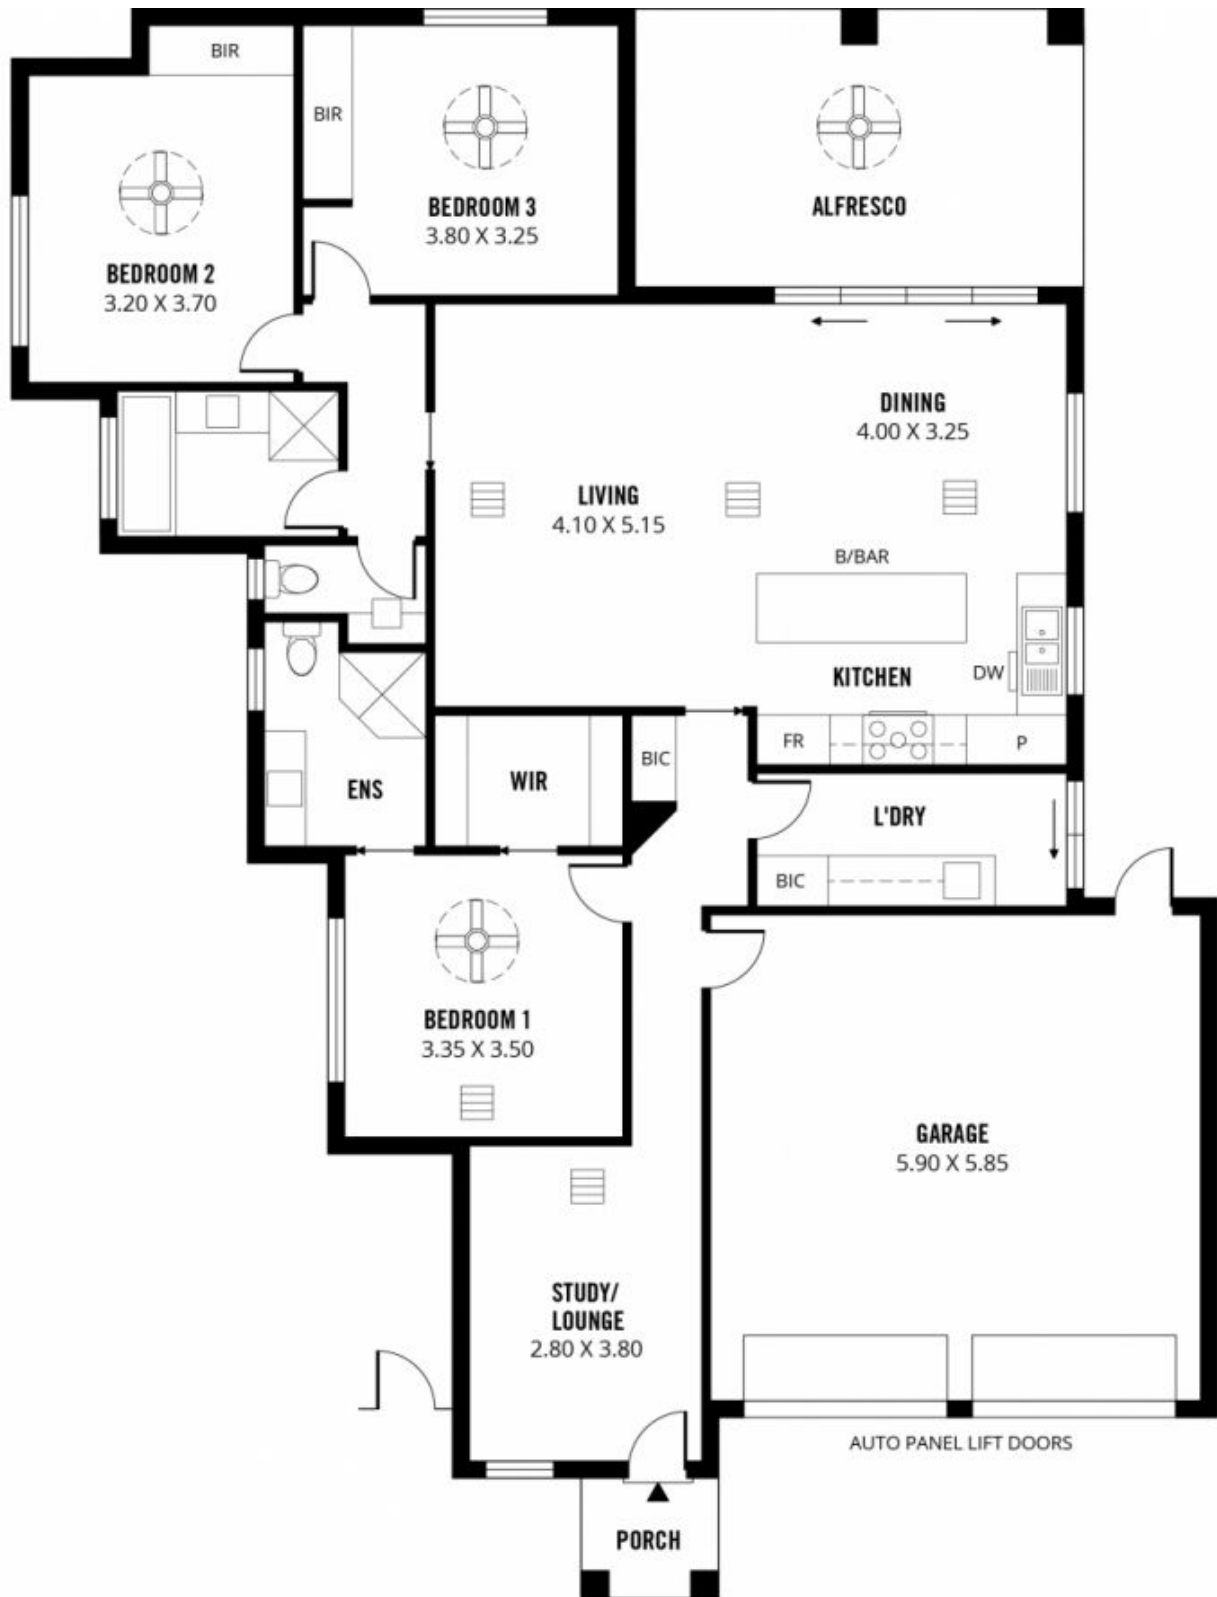 BIR
BIR
BEDROOM 3
3.80 X 3.25
ALFRESCO
BEDROOM 2
3.20 X 3.70
DINING
4.00 X 3.25
LIVING
4.10 X 5.15
B/BAR
KITCHEN
DW
FR
P
BIC
ENS
WIR
L'DRY
BIC
BEDROOM 1
3.35 X 3.50
GARAGE
5.90 X 5.85
STUDY/
LOUNGE
2.80 X 3.80
AUTO PANEL LIFT DOORS
PORCH